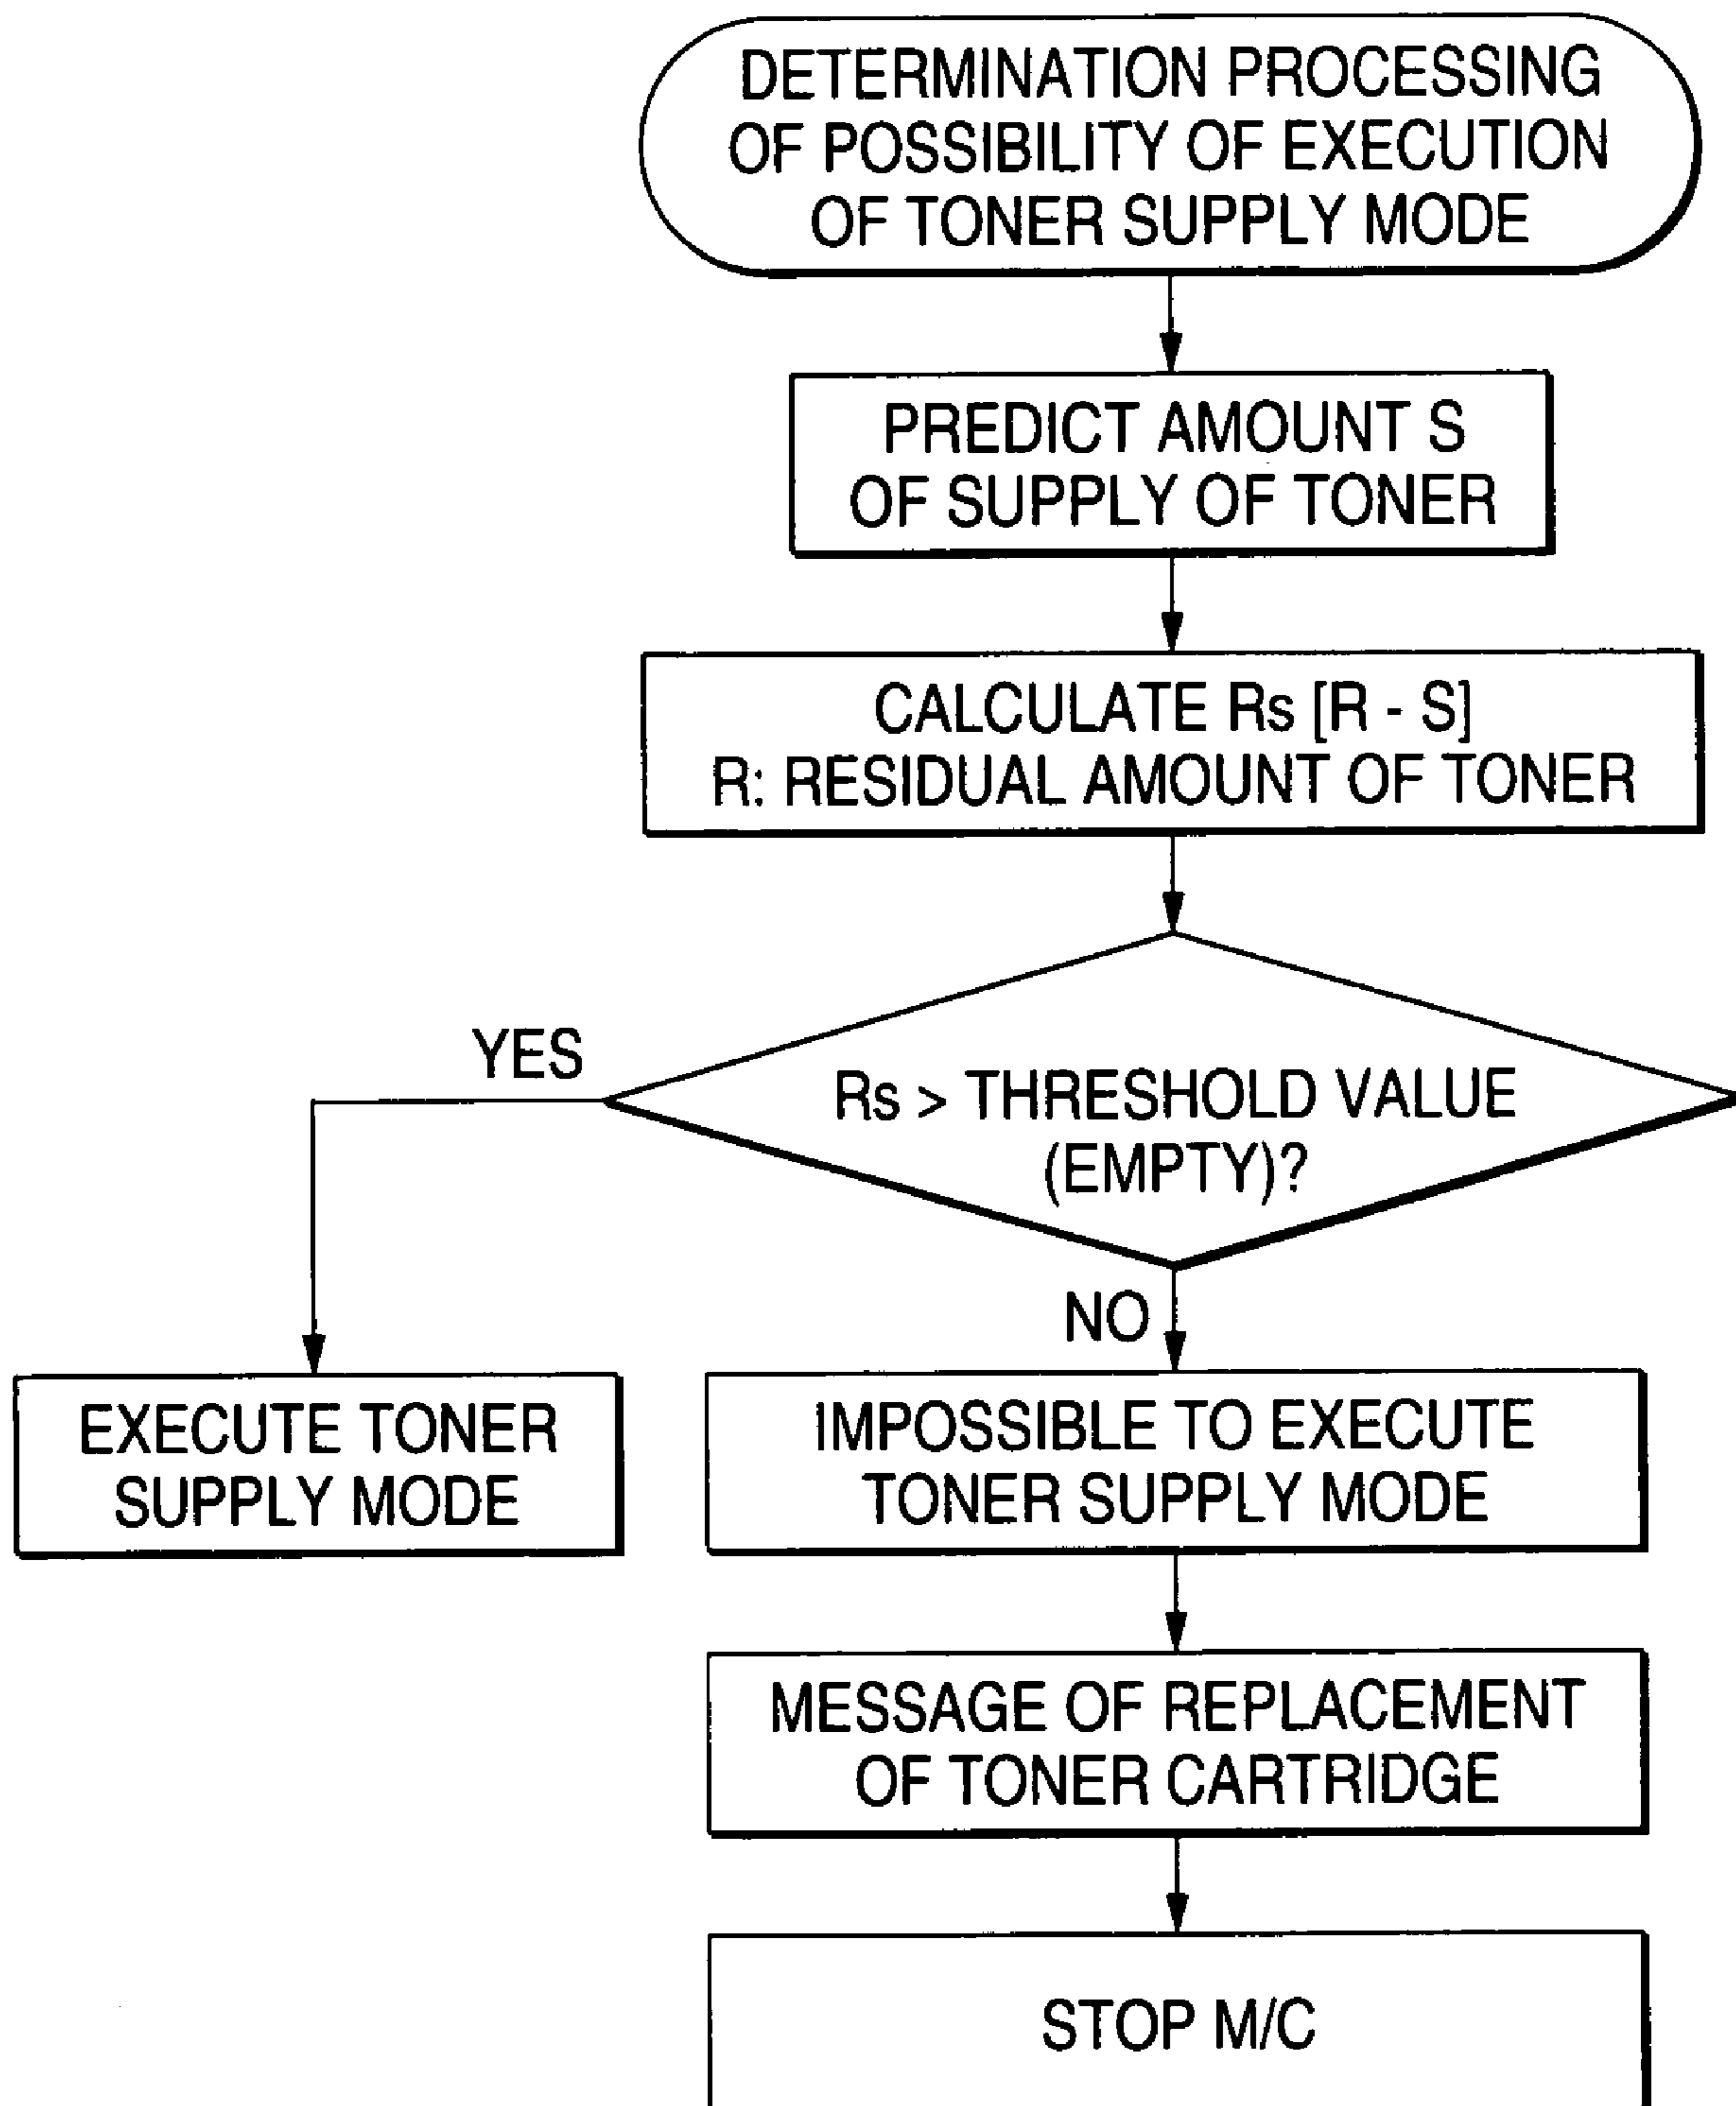 DETERMINATION PROCESSING
OF POSSIBILITY OF EXECUTION
OF TONER SUPPLY MODE
PREDICT AMOUNT S
OF SUPPLY OF TONER
CALCULATE Rs [R - S]
R: RESIDUAL AMOUNT OF TONER
Rs > THRESHOLD VALUE
(EMPTY)?
YES
NO
EXECUTE TONER
SUPPLY MODE
IMPOSSIBLE TO EXECUTE
TONER SUPPLY MODE
MESSAGE OF REPLACEMENT
OF TONER CARTRIDGE
STOP M/C